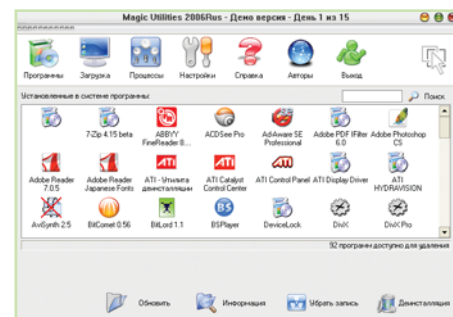 Magic Utilities 2006Rus - Демо версия - День 1 из 15
Программы Загрузка Процессы Настройки Справка Авторы Выход
Установленные в системе программы: Поиск
7-Zip 4.15 beta ABBYY FineReader 8... ACDSee Pro Ad-Aware SE Professional Adobe PDF IFilter 6.0 Adobe Photoshop CS
Adobe Reader 7.0.5 Adobe Reader Japanese Fonts ATI - Утилита деинсталляции ATI Catalyst Control Center ATI Control Panel ATI Display Driver ATI HYDRAVISION
AviSynth 2.5 BitComet 0.56 BitLord 1.1 BSPlayer DeviceLock DivX DivX Pro
92 программ доступно для удаления
Обновить Информация Убрать запись Деинсталляция